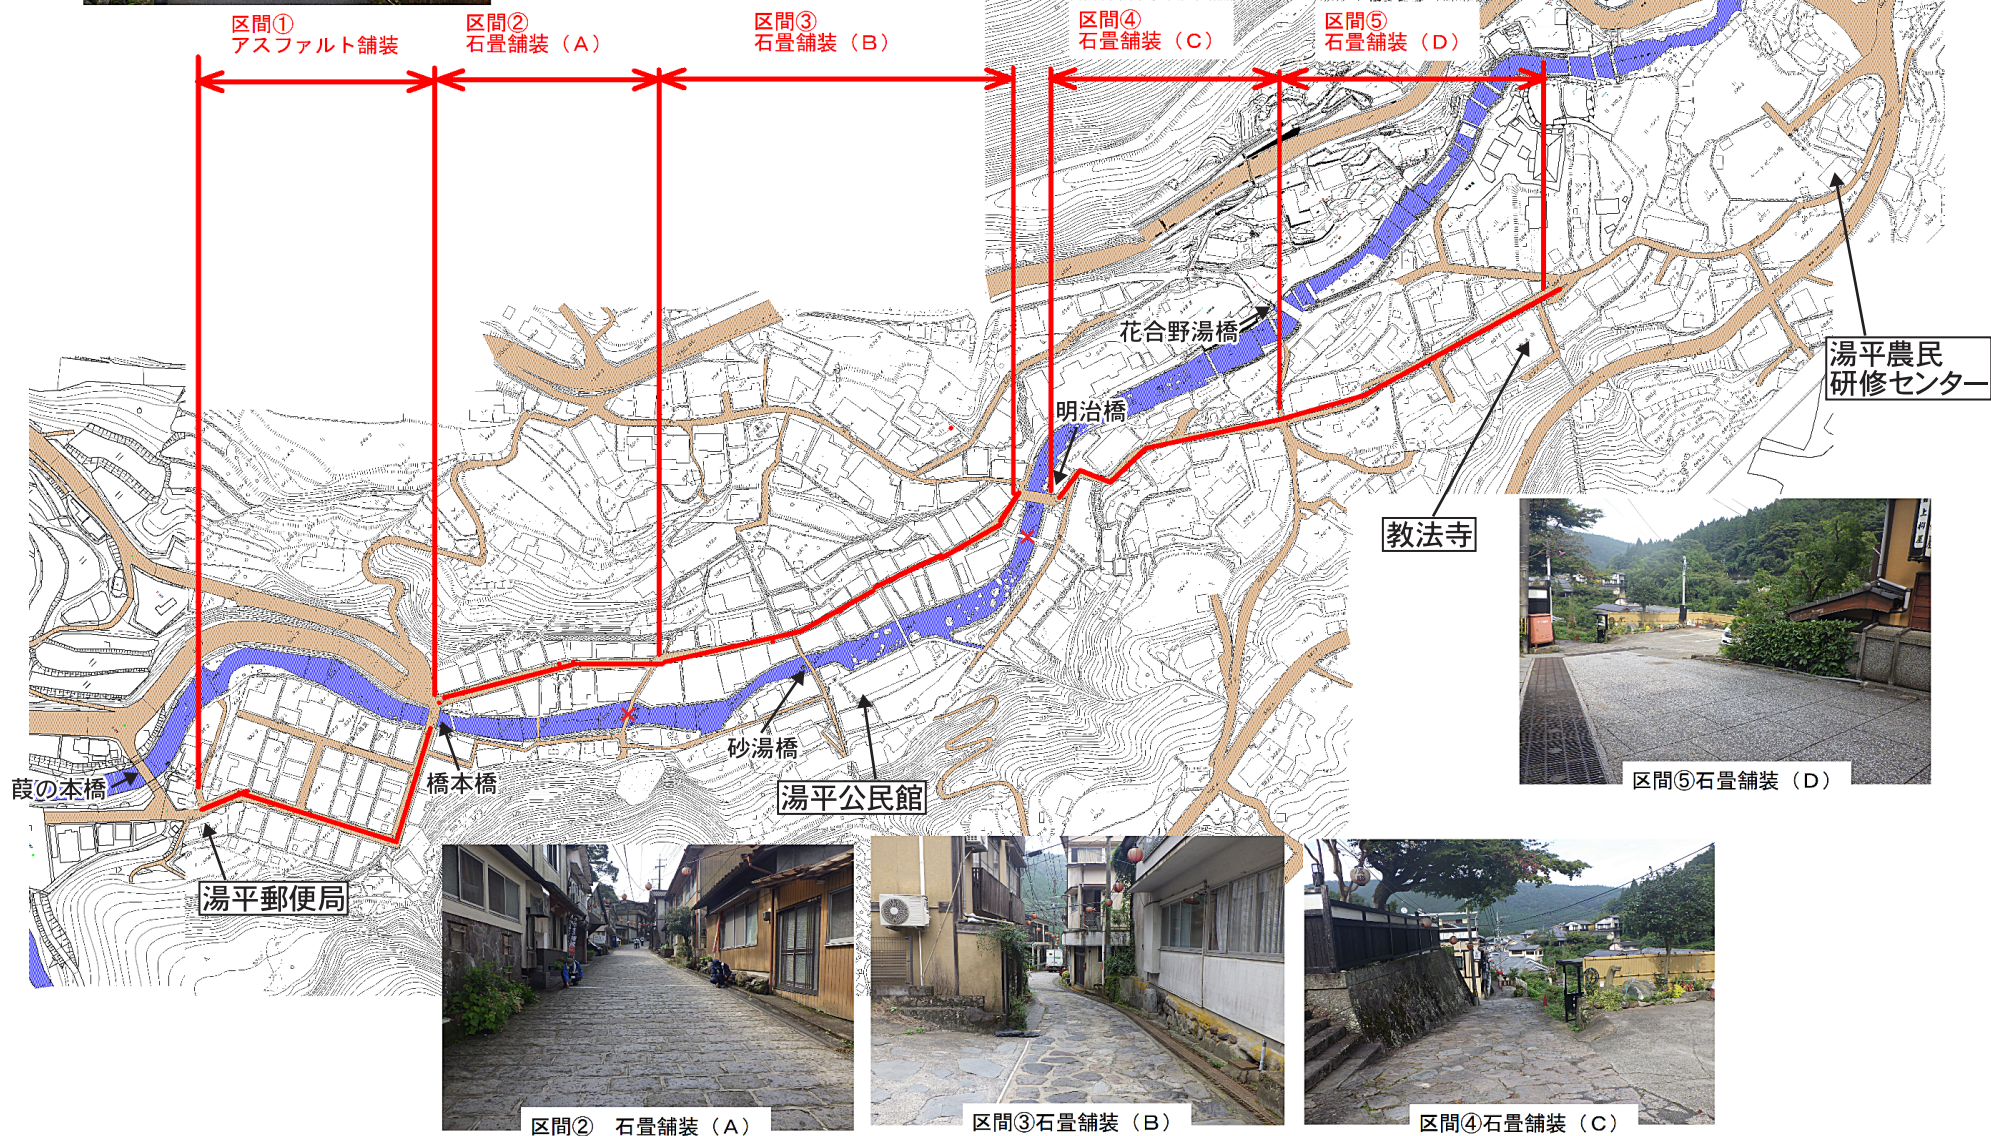 区間①
アスファルト舗装
区間②
石畳舗装（A）
区間③
石畳舗装（B）
区間④
石畳舗装（C）
区間⑤
石畳舗装（D）
花合野湯橋
明治橋
湯平農民
研修センター
教法寺
砂湯橋
湯平公民館
橋本橋
葭の本橋
湯平郵便局
区間⑤石畳舗装（D）
区間②　石畳舗装（A）
区間③石畳舗装（B）
区間④石畳舗装（C）